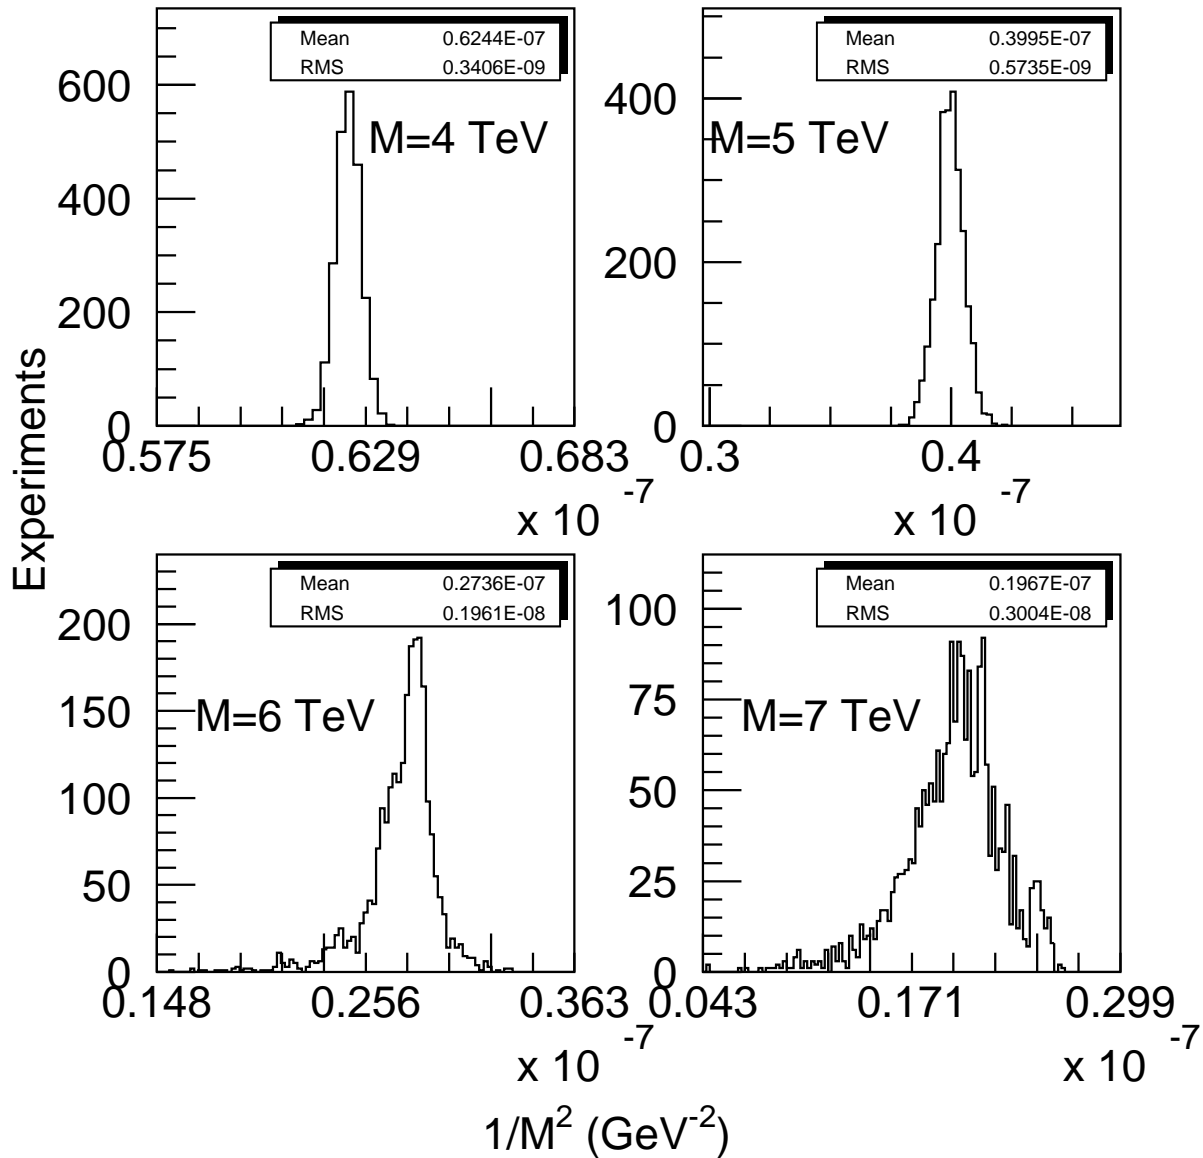 Experiments
Mean 0.6244E-07
RMS 0.3406E-09
M=4 TeV
600
400
200
0
0.575 0.629 0.683
x 10 -7
Mean 0.3995E-07
RMS 0.5735E-09
M=5 TeV
400
200
0
0.3 0.4
x 10 -7
Mean 0.2736E-07
RMS 0.1961E-08
M=6 TeV
200
150
100
50
0
0.148 0.256 0.363
x 10 -7
Mean 0.1967E-07
RMS 0.3004E-08
M=7 TeV
100
75
50
25
0
0.043 0.171 0.299
x 10 -7
1/M² (GeV⁻²)